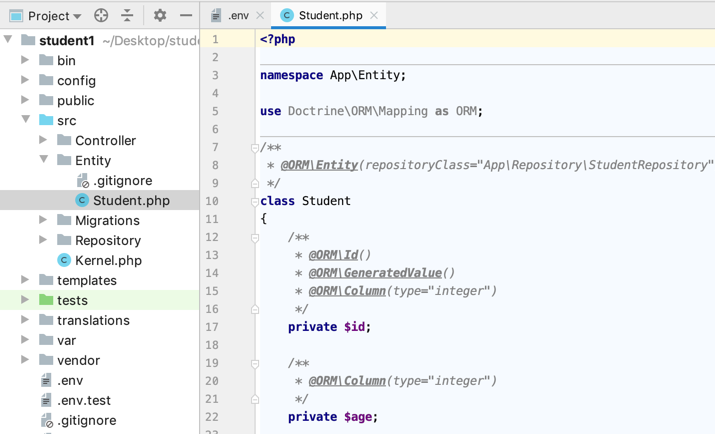 Project
student1 ~/Desktop/stude
bin
config
public
src
Controller
Entity
.gitignore
Student.php
Migrations
Repository
Kernel.php
templates
tests
translations
var
vendor
.env
.env.test
.gitignore
.env
Student.php
1 <?php
2
3 namespace App\Entity;
4
5 use Doctrine\ORM\Mapping as ORM;
6
7 /**
8 * @ORM\Entity(repositoryClass="App\Repository\StudentRepository"
9 */
10 class Student
11 {
12 /**
13 * @ORM\Id()
14 * @ORM\GeneratedValue()
15 * @ORM\Column(type="integer")
16 */
17 private $id;
18
19 /**
20 * @ORM\Column(type="integer")
21 */
22 private $age;